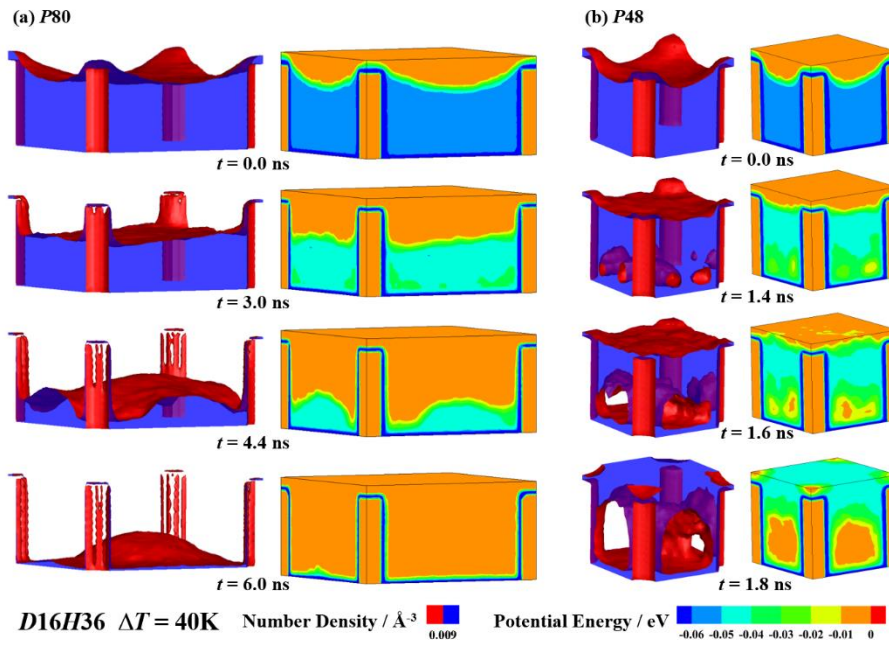 (a) P80
(b) P48
t = 0.0 ns
t = 0.0 ns
t = 3.0 ns
t = 1.4 ns
t = 4.4 ns
t = 1.6 ns
t = 6.0 ns
t = 1.8 ns
D16H36 ΔT = 40K Number Density / Å⁻³ Potential Energy / eV
0.009
-0.06 -0.05 -0.04 -0.03 -0.02 -0.01 0